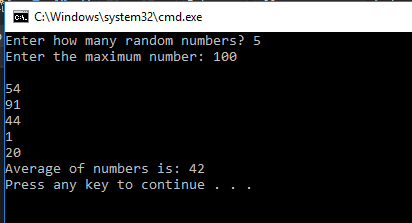 C:\Windows\system32\cmd.exe
Enter how many random numbers? 5
Enter the maximum number: 100
54
91
44
1
20
Average of numbers is: 42
Press any key to continue . . .